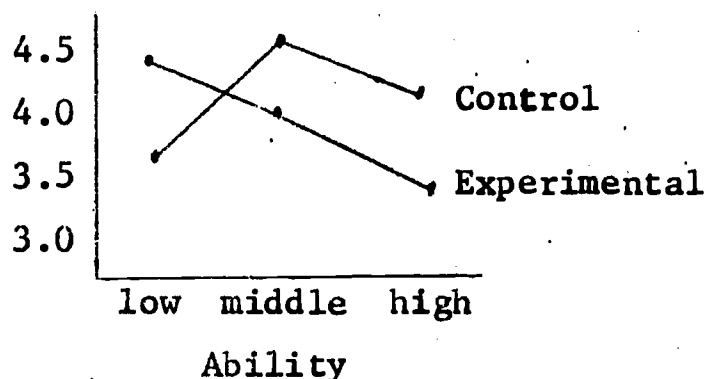 4.5
4.0
Control
3.5
Experimental
3.0
low middle high
Ability